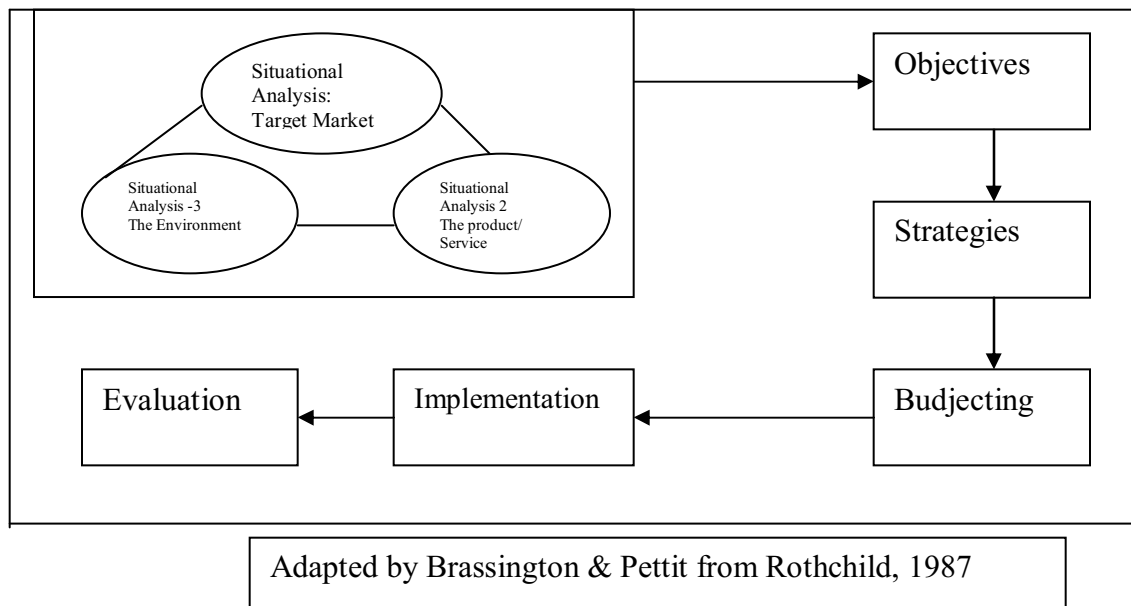 Situational
Analysis:
Target Market
Situational
Analysis -3
The Environment
Situational
Analysis 2
The product/
Service
Objectives
Strategies
Budjecting
Implementation
Evaluation
Adapted by Brassington & Pettit from Rothchild, 1987